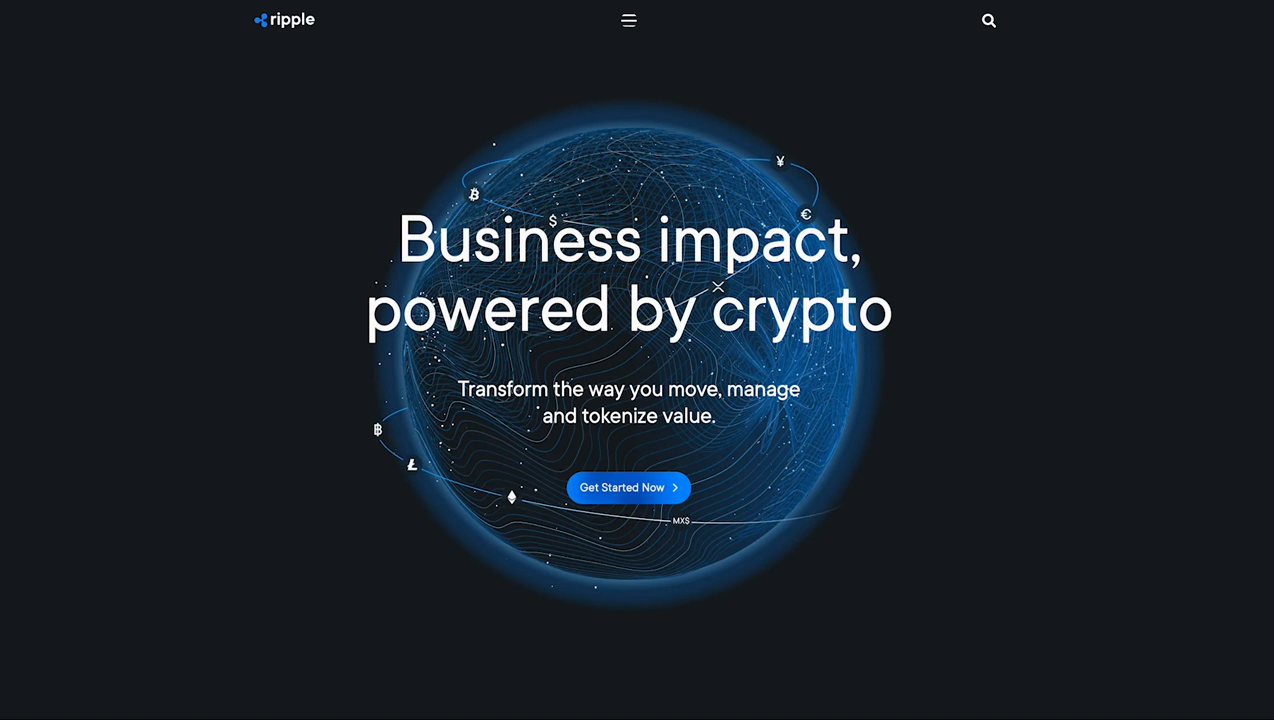 ripple
¥
₿
€
$
Business impact,
powered by crypto
Transform the way you move, manage
and tokenize value.
฿
Ł
Get Started Now
MX$